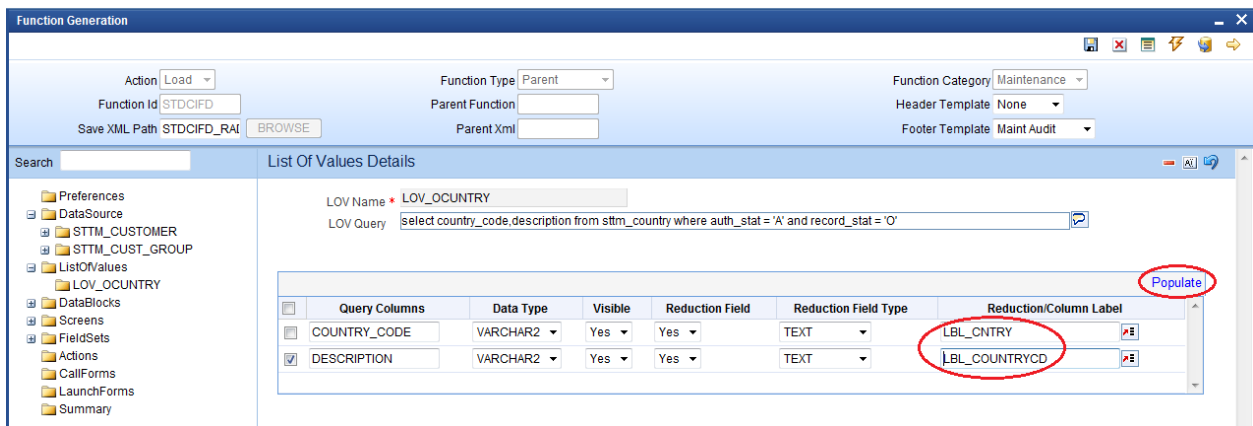 Function Generation
Action Load Function Type Parent Function Category Maintenance
Function Id STDCIFD Parent Function Header Template None
Save XML Path STDCIFD_RAD BROWSE Parent Xml Footer Template Maint Audit
Search List Of Values Details
Preferences
DataSource
STTM_CUSTOMER
STTM_CUST_GROUP
ListOfValues
LOV_OCUNTRY
DataBlocks
Screens
FieldSets
Actions
CallForms
LaunchForms
Summary
LOV Name * LOV_OCUNTRY
LOV Query select country_code,description from sttm_country where auth_stat = 'A' and record_stat = 'O'
Populate
Query Columns Data Type Visible Reduction Field Reduction Field Type Reduction/Column Label
COUNTRY_CODE VARCHAR2 Yes Yes TEXT LBL_CNTRY
DESCRIPTION VARCHAR2 Yes Yes TEXT LBL_COUNTRYCD